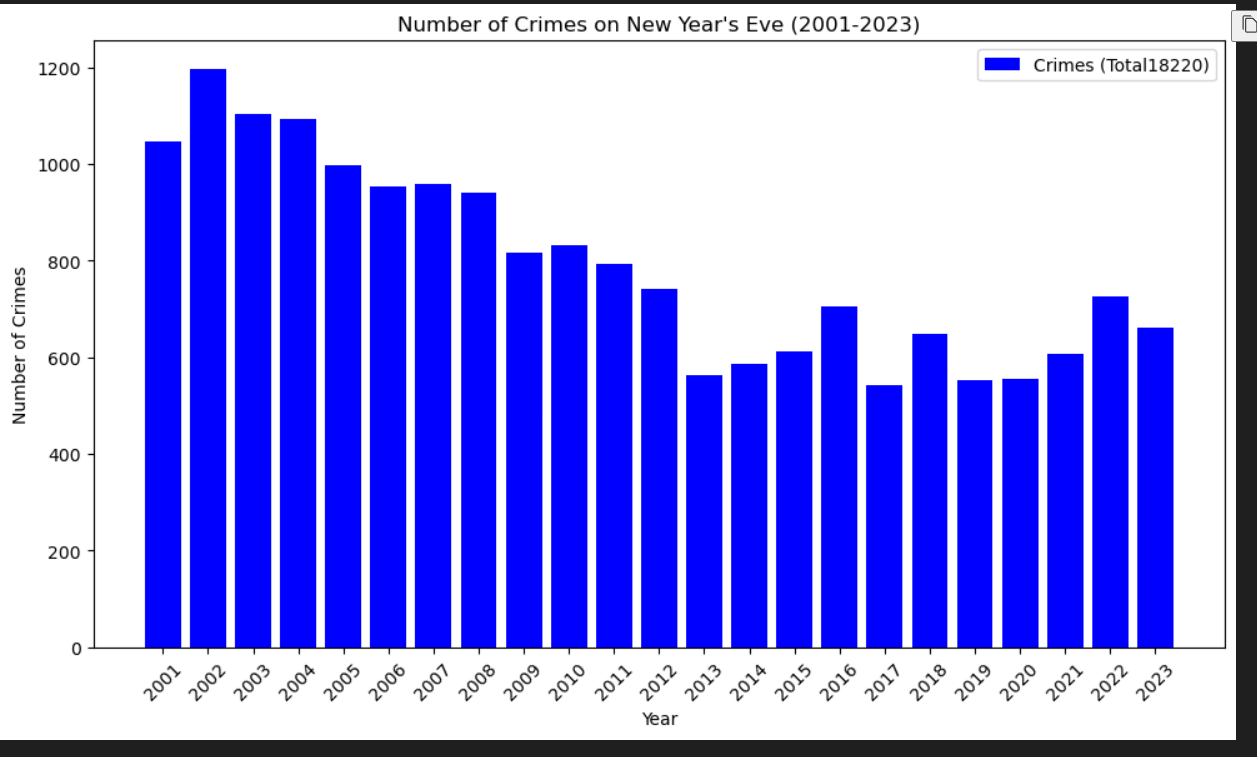 Number of Crimes on New Year's Eve (2001-2023)
Crimes (Total18220)
Number of Crimes
1200
1000
800
600
400
200
0
2001 2002 2003 2004 2005 2006 2007 2008 2009 2010 2011 2012 2013 2014 2015 2016 2017 2018 2019 2020 2021 2022 2023
Year